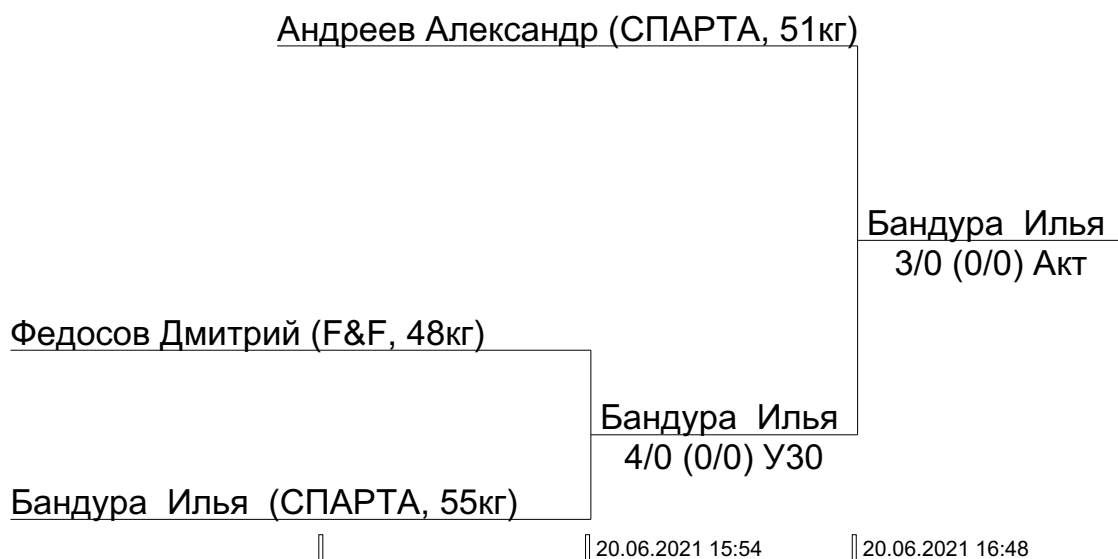 Андреев Александр (СПАРТА, 51кг)
Бандура Илья
3/0 (0/0) Акт
Федосов Дмитрий (F&F, 48кг)
Бандура Илья
4/0 (0/0) У30
Бандура Илья (СПАРТА, 55кг)
20.06.2021 15:54
20.06.2021 16:48